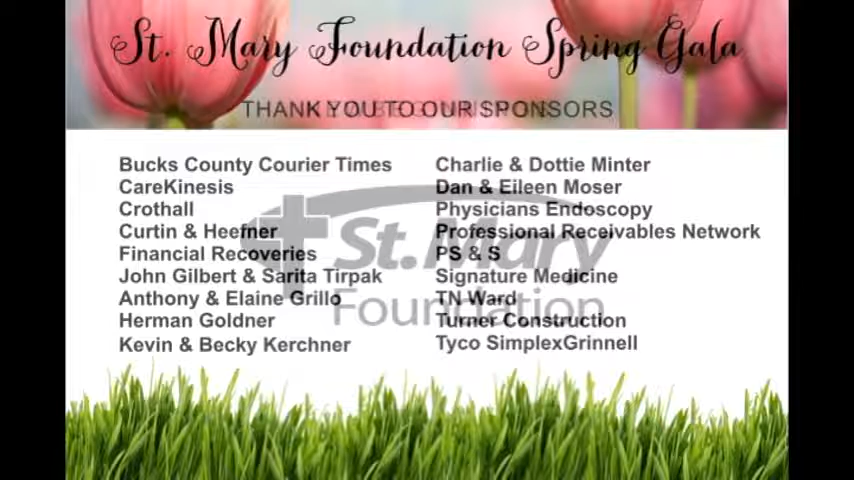 St. Mary Foundation Spring Gala
THANK YOU TO OUR SPONSORS
Bucks County Courier Times
CareKinesis
Crothall
Curtin & Heefner
Financial Recoveries
John Gilbert & Sarita Tirpak
Anthony & Elaine Grillo
Herman Goldner
Kevin & Becky Kerchner
Charlie & Dottie Minter
Dan & Eileen Moser
Physicians Endoscopy
Professional Receivables Network
PS & S
Signature Medicine
TN Ward
Turner Construction
Tyco SimplexGrinnell
St. Mary
Foundation